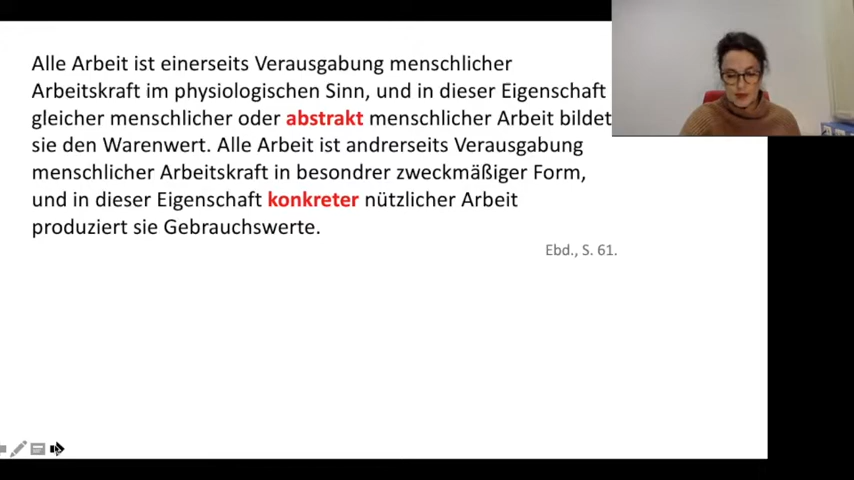 Alle Arbeit ist einerseits Verausgabung menschlicher
Arbeitskraft im physiologischen Sinn, und in dieser Eigenschaft
gleicher menschlicher oder abstrakt menschlicher Arbeit bildet
sie den Warenwert. Alle Arbeit ist andrerseits Verausgabung
menschlicher Arbeitskraft in besondrer zweckmäßiger Form,
und in dieser Eigenschaft konkreter nützlicher Arbeit
produziert sie Gebrauchswerte.
Ebd., S. 61.